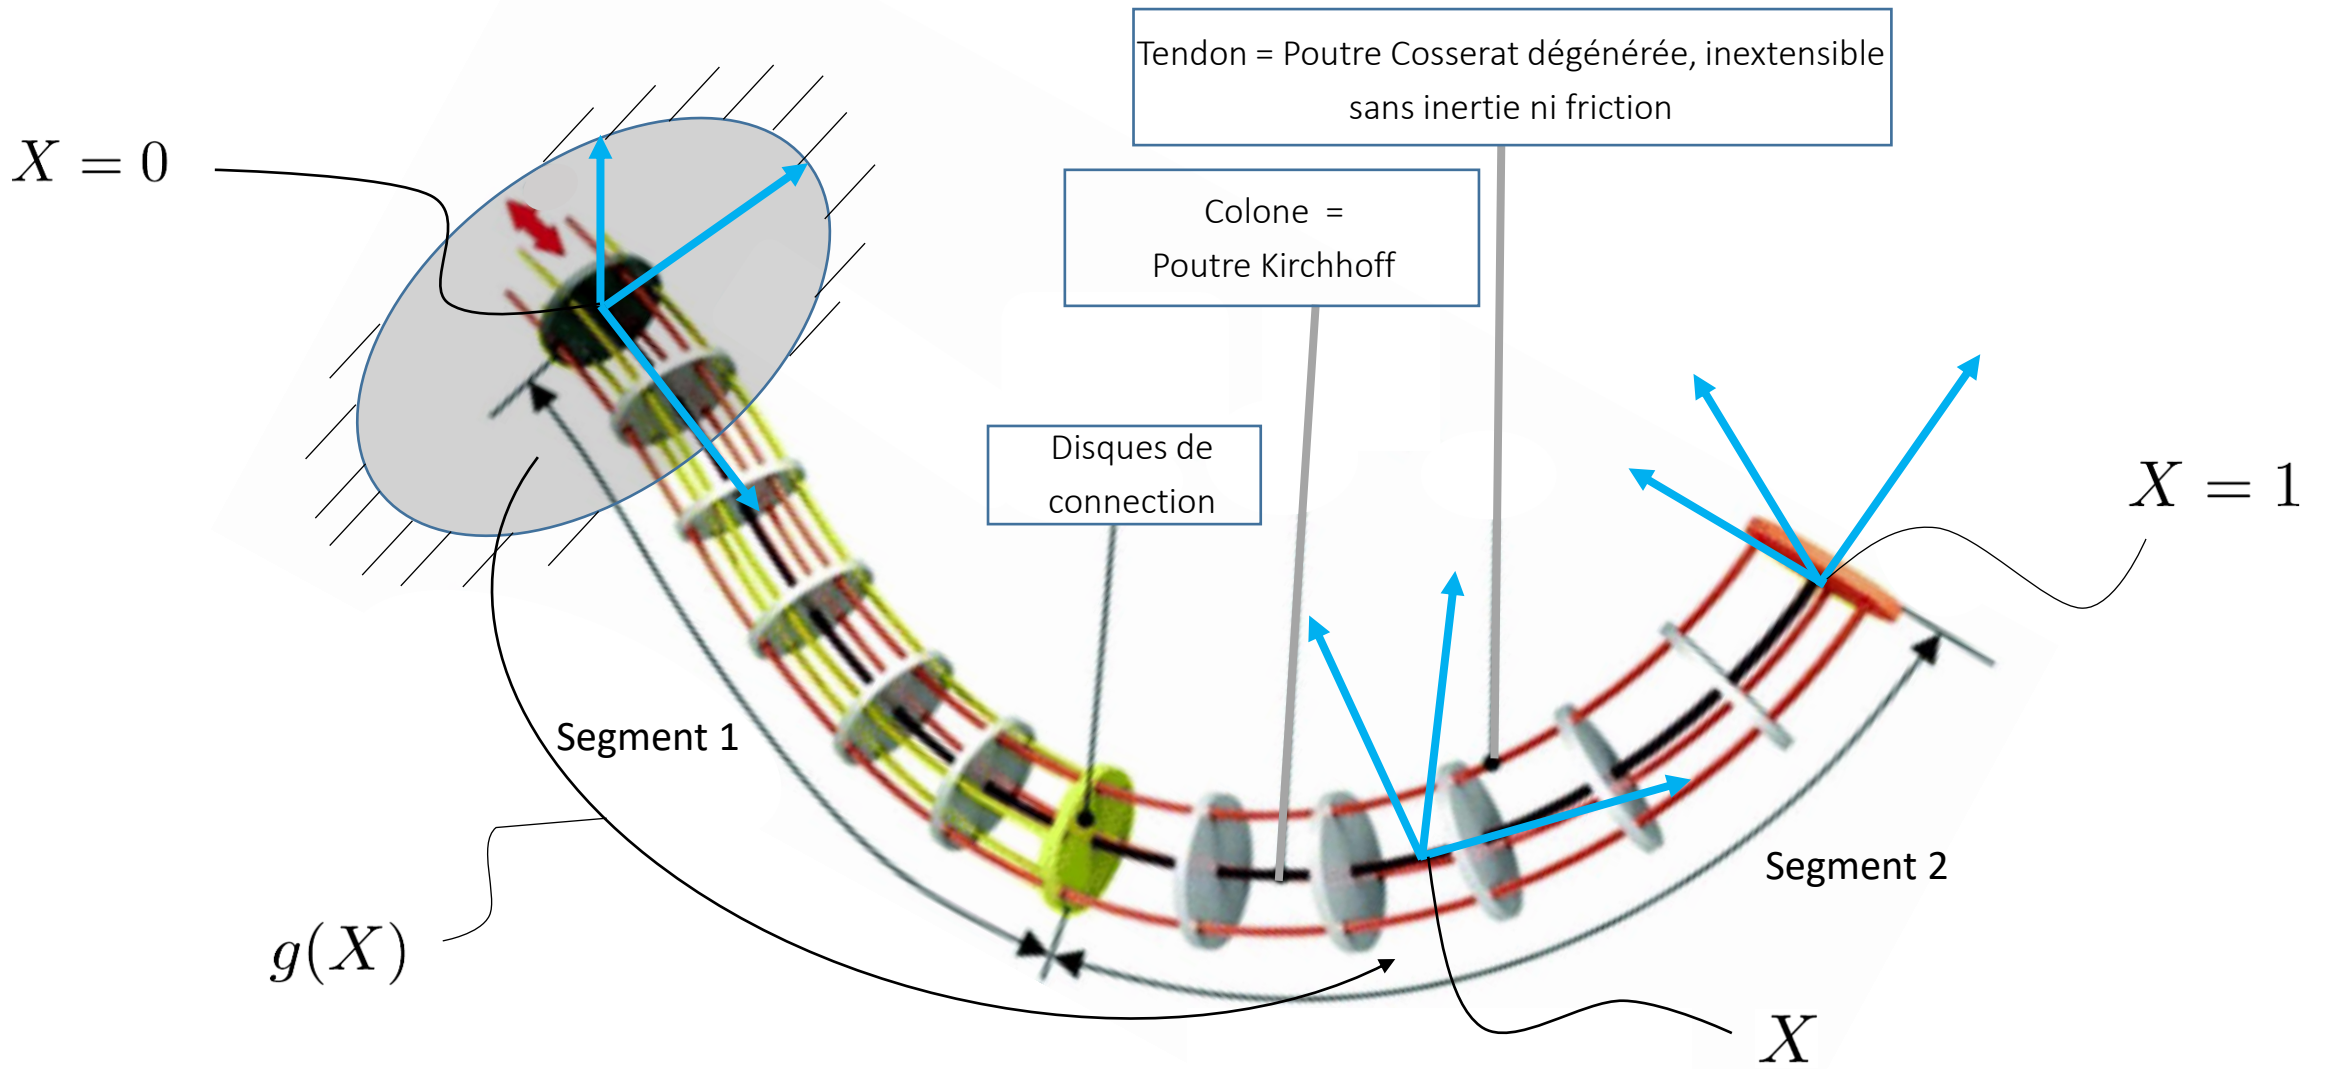 Tendon = Poutre Cosserat dégénérée, inextensible
sans inertie ni friction
X = 0
Colone =
Poutre Kirchhoff
Disques de
connection
X = 1
Segment 1
Segment 2
g(X)
X